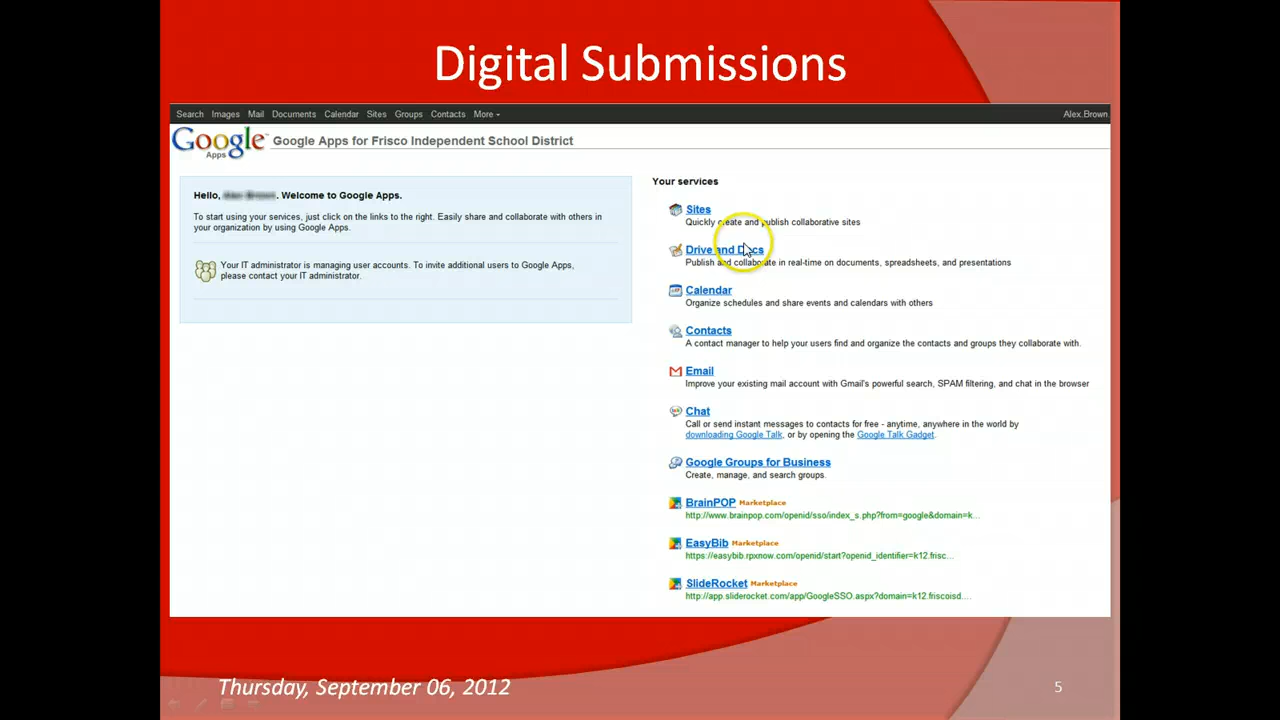 Digital Submissions
Search Images Mail Documents Calendar Sites Groups Contacts More Alex.Brown.
Google Apps
Google Apps for Frisco Independent School District
Hello, . Welcome to Google Apps.
To start using your services, just click on the links to the right. Easily share and collaborate with others in
your organization by using Google Apps.
Your IT administrator is managing user accounts. To invite additional users to Google Apps,
please contact your IT administrator.
Your services
Sites
Quickly create and publish collaborative sites
Drive and Docs
Publish and collaborate in real-time on documents, spreadsheets, and presentations
Calendar
Organize schedules and share events and calendars with others
Contacts
A contact manager to help your users find and organize the contacts and groups they collaborate with.
Email
Improve your existing mail account with Gmail's powerful search, SPAM filtering, and chat in the browser
Chat
Call or send instant messages to contacts for free - anytime, anywhere in the world by
downloading Google Talk, or by opening the Google Talk Gadget.
Google Groups for Business
Create, manage, and search groups.
BrainPOP Marketplace
http://www.brainpop.com/openid/sso/index_s.php?from=google&domain=k...
EasyBib Marketplace
https://easybib.rpxnow.com/openid/start?openid_identifier=k12.frisc...
SlideRocket Marketplace
http://app.sliderocket.com/app/GoogleSSO.aspx?domain=k12.friscoisd....
Thursday, September 06, 2012
5